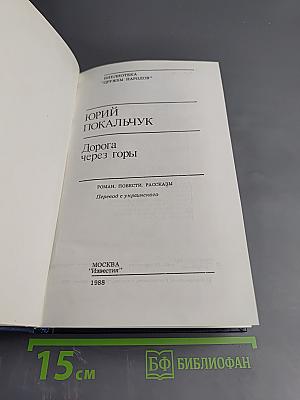 БИБЛИОТЕКА
"ДРУЖБЫ НАРОДОВ"
ЮРИЙ
ПОКАЛЬЧУК
Дорога
через горы
РОМАН, ПОВЕСТИ, РАССКАЗЫ
Перевод с украинского
МОСКВА
"Известия"
1988
15 см
БФ БИБЛИОФАН